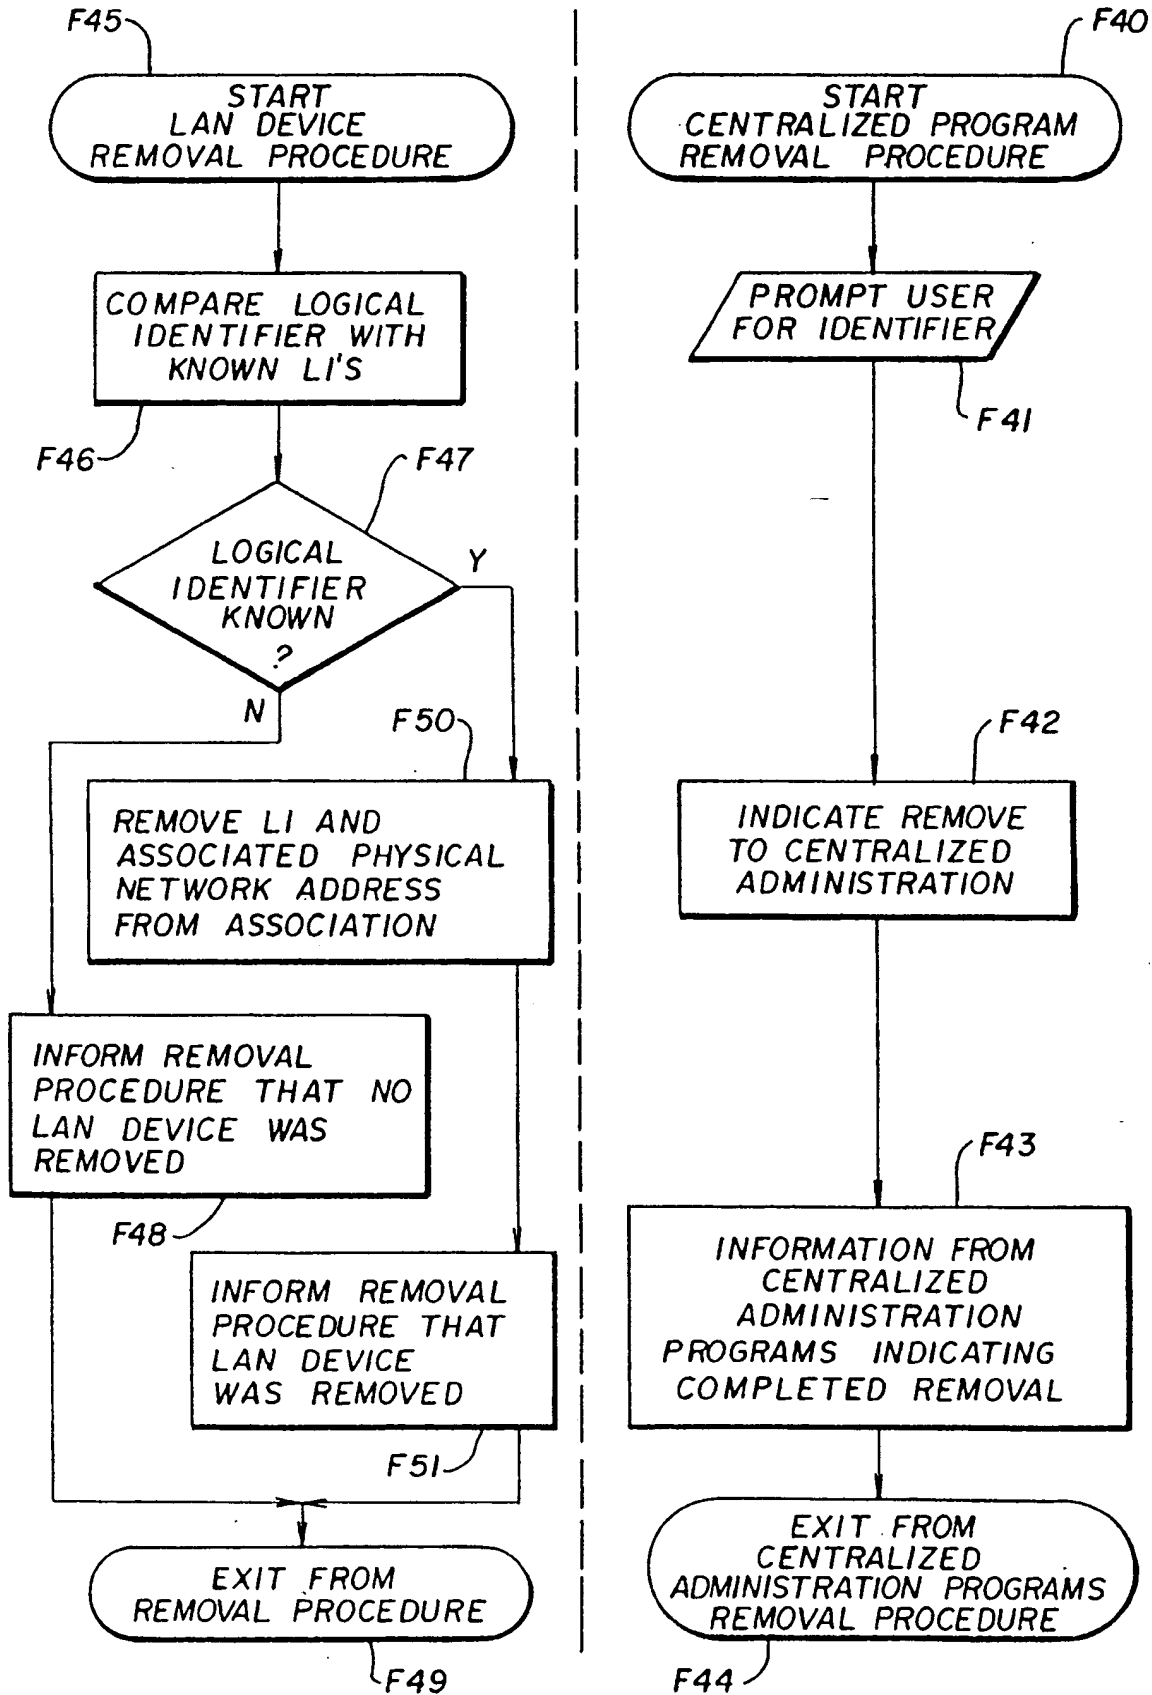 F45
START
LAN DEVICE
REMOVAL PROCEDURE
COMPARE LOGICAL
IDENTIFIER WITH
KNOWN LI'S
F46
F47
LOGICAL
IDENTIFIER
KNOWN
?
Y
N
F50
REMOVE LI AND
ASSOCIATED PHYSICAL
NETWORK ADDRESS
FROM ASSOCIATION
INFORM REMOVAL
PROCEDURE THAT NO
LAN DEVICE WAS
REMOVED
F48
INFORM REMOVAL
PROCEDURE THAT
LAN DEVICE
WAS REMOVED
F51
EXIT FROM
REMOVAL PROCEDURE
F49
F40
START
CENTRALIZED PROGRAM
REMOVAL PROCEDURE
PROMPT USER
FOR IDENTIFIER
F41
F42
INDICATE REMOVE
TO CENTRALIZED
ADMINISTRATION
F43
INFORMATION FROM
CENTRALIZED
ADMINISTRATION
PROGRAMS INDICATING
COMPLETED REMOVAL
EXIT FROM
CENTRALIZED
ADMINISTRATION PROGRAMS
REMOVAL PROCEDURE
F44